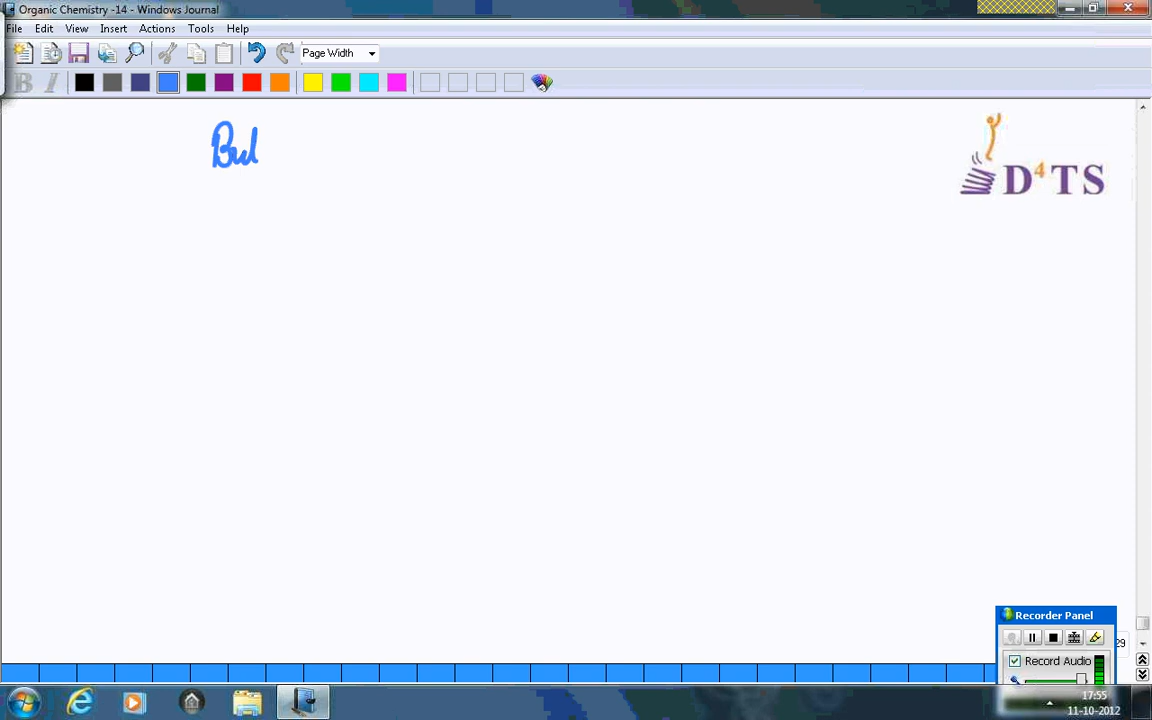 Organic Chemistry -14 - Windows Journal
File Edit View Insert Actions Tools Help
Page Width
B I
D4TS
Recorder Panel
29
Record Audio
17:55
11-10-2012